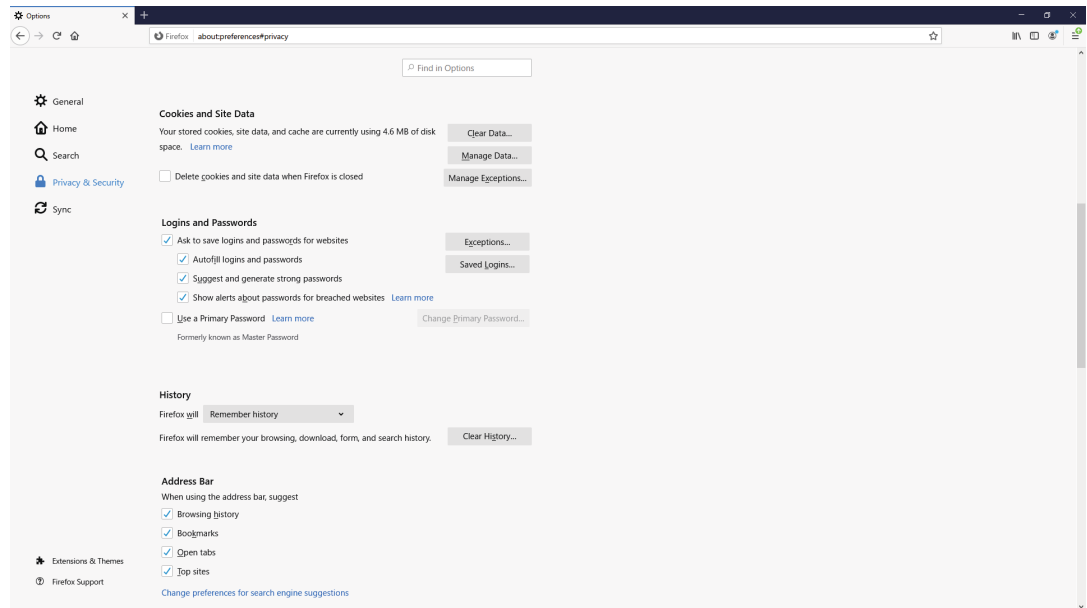 Options
Firefox about:preferences#privacy
Find in Options
General
Home
Search
Privacy & Security
Sync
Extensions & Themes
Firefox Support
Cookies and Site Data
Your stored cookies, site data, and cache are currently using 4.6 MB of disk
space. Learn more
Clear Data...
Manage Data...
Delete cookies and site data when Firefox is closed
Manage Exceptions...
Logins and Passwords
Ask to save logins and passwords for websites
Exceptions...
Autofill logins and passwords
Saved Logins...
Suggest and generate strong passwords
Show alerts about passwords for breached websites Learn more
Use a Primary Password Learn more
Change Primary Password...
Formerly known as Master Password
History
Firefox will Remember history
Firefox will remember your browsing, download, form, and search history.
Clear History...
Address Bar
When using the address bar, suggest
Browsing history
Bookmarks
Open tabs
Top sites
Change preferences for search engine suggestions